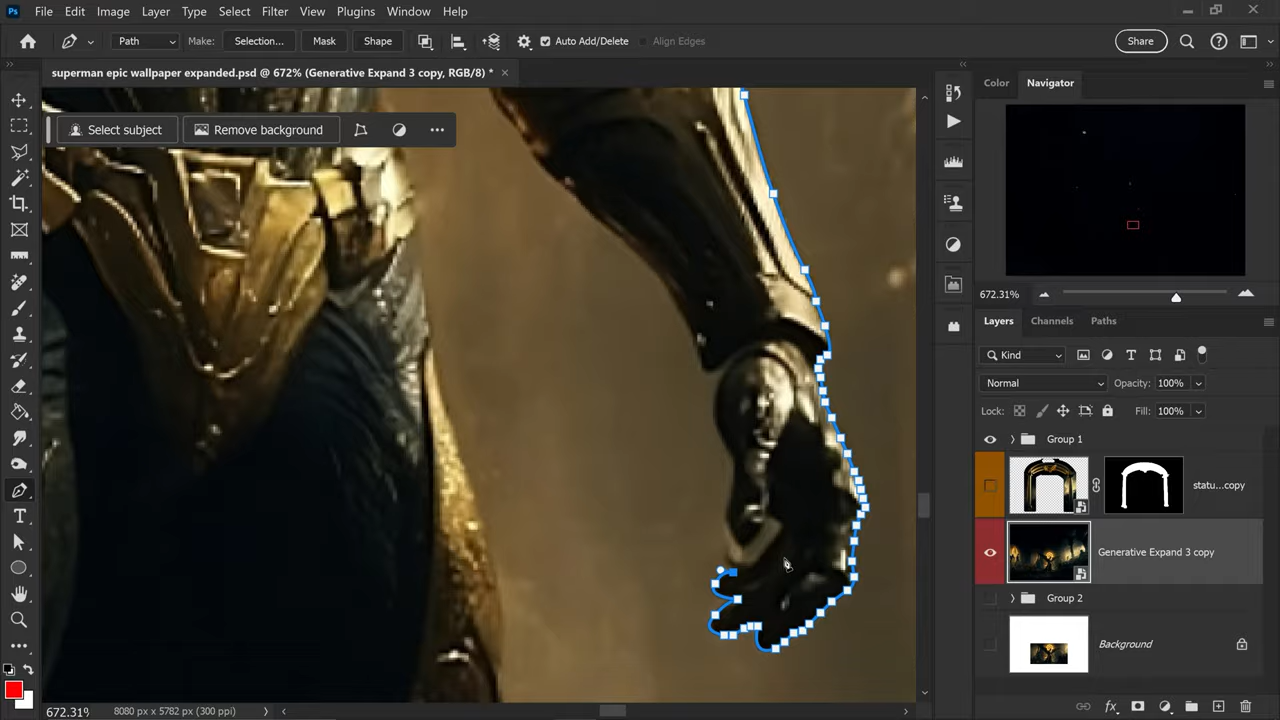 Ps File Edit Image Layer Type Select Filter View Plugins Window Help
Path Make: Selection... Mask Shape Auto Add/Delete Align Edges Share
superman epic wallpaper expanded.psd @ 672% (Generative Expand 3 copy, RGB/8) *
Color Navigator
Select subject Remove background
672.31%
Layers Channels Paths
Kind
Normal Opacity: 100%
Lock: Fill: 100%
Group 1
statu...copy
Generative Expand 3 copy
Group 2
Background
672.31% 8080 px x 5782 px (300 ppi)
fx